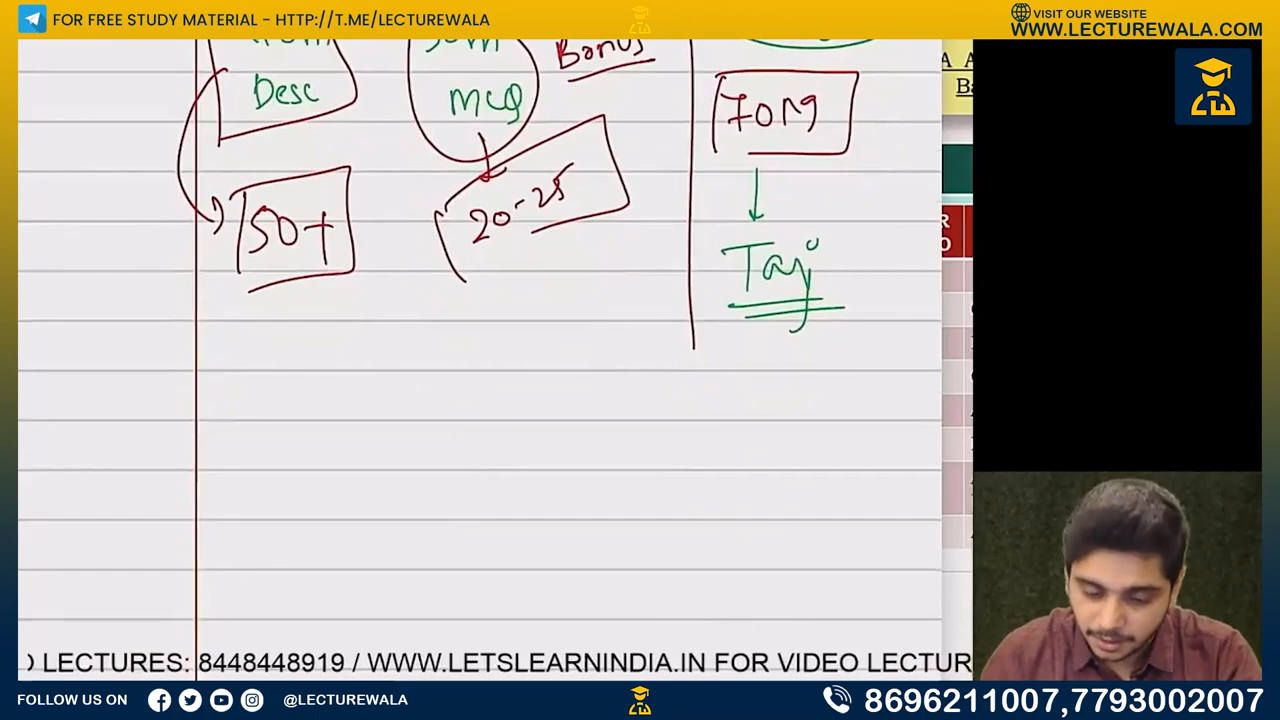 FOR FREE STUDY MATERIAL - HTTP://T.ME/LECTUREWALA
VISIT OUR WEBSITE
WWW.LECTUREWALA.COM
Desc
MCQ
Bonus
50+
20-25
Taj
LECTURES: 8448448919 / WWW.LETSLEARNINDIA.IN FOR VIDEO LECTUR
FOLLOW US ON
@LECTUREWALA
8696211007,7793002007